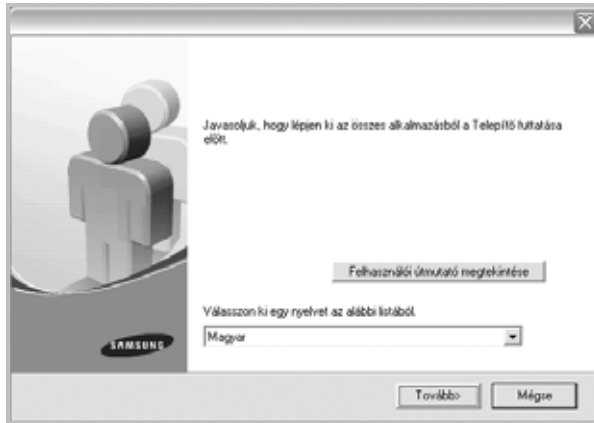 Javasoljuk, hogy lépjen ki az összes alkalmazásból a Telepítő futtatása
előtt.
Felhasználói útmutató megtekintése
Válasszon ki egy nyelvet az alábbi listából.
Magyar
SAMSUNG
Tovább>
Mégse